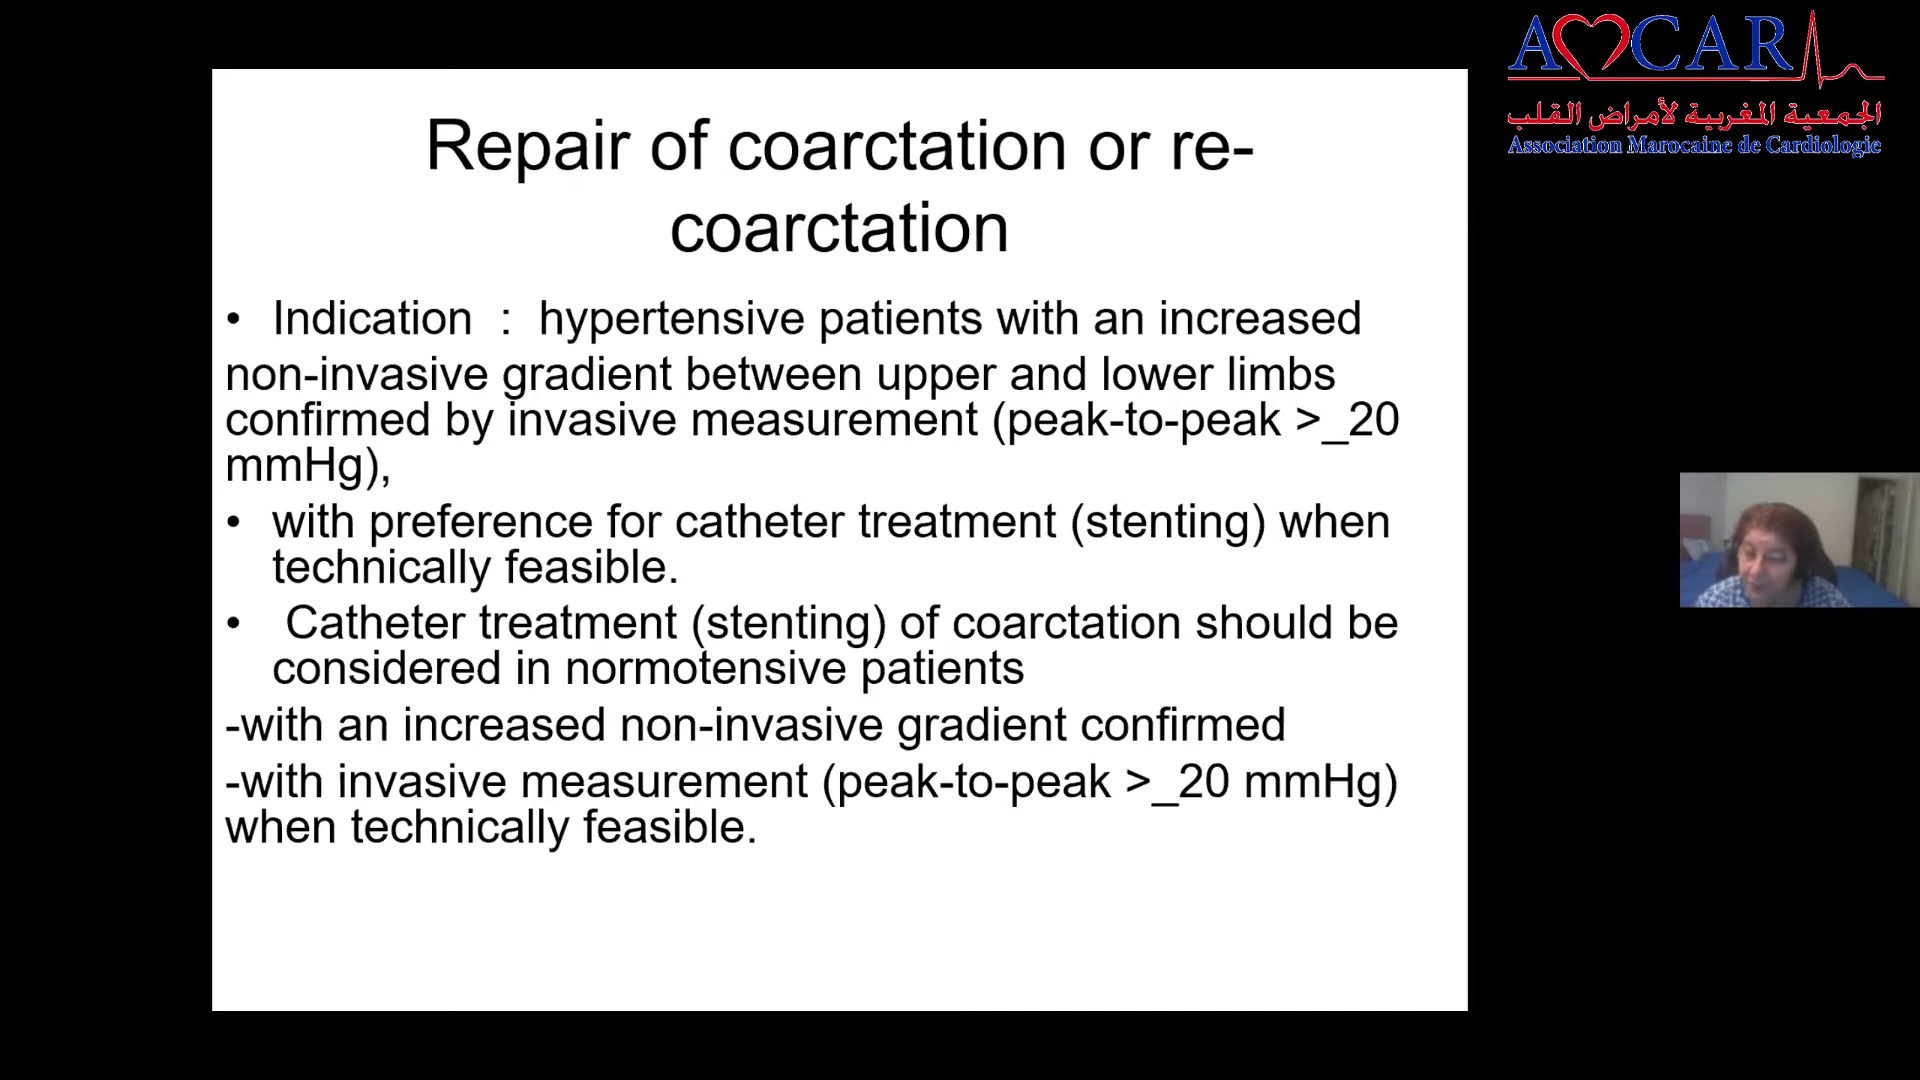 AMCAR
الجمعية المغربية لأمراض القلب
Association Marocaine de Cardiologie
Repair of coarctation or re-
coarctation
• Indication : hypertensive patients with an increased
non-invasive gradient between upper and lower limbs
confirmed by invasive measurement (peak-to-peak >_20
mmHg),
• with preference for catheter treatment (stenting) when
technically feasible.
• Catheter treatment (stenting) of coarctation should be
considered in normotensive patients
-with an increased non-invasive gradient confirmed
-with invasive measurement (peak-to-peak >_20 mmHg)
when technically feasible.